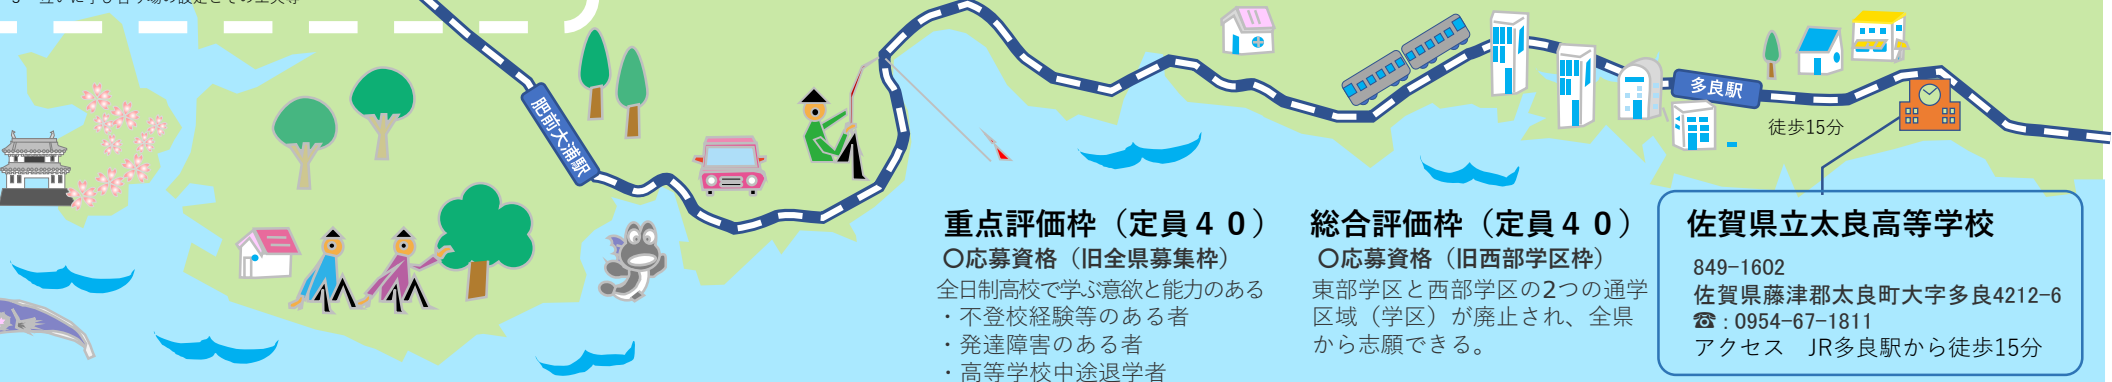 肥前大浦駅
多良駅
徒歩15分
重点評価枠（定員４０）
〇応募資格（旧全県募集枠）
全日制高校で学ぶ意欲と能力のある
・不登校経験等のある者
・発達障害のある者
・高等学校中途退学者
総合評価枠（定員４０）
〇応募資格（旧西部学区枠）
東部学区と西部学区の2つの通学
区域（学区）が廃止され、全県
から志願できる。
佐賀県立太良高等学校
849-1602
佐賀県藤津郡太良町大字多良4212-6
☎：0954-67-1811
アクセス　JR多良駅から徒歩15分